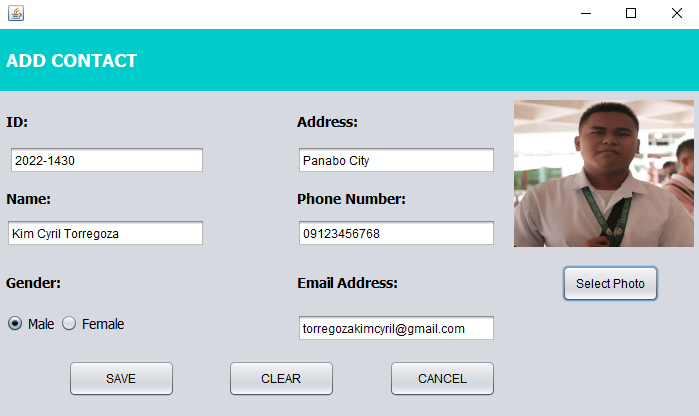 ADD CONTACT
ID:
2022-1430
Name:
Kim Cyril Torregoza
Gender:
Male Female
Address:
Panabo City
Phone Number:
09123456768
Email Address:
torregozakimcyril@gmail.com
Select Photo
SAVE CLEAR CANCEL